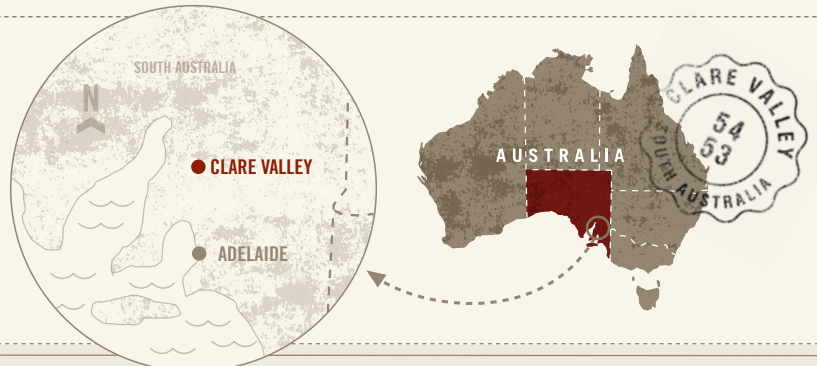 SOUTH AUSTRALIA
N
CLARE VALLEY
ADELAIDE
AUSTRALIA
CLARE VALLEY
54
53
SOUTH AUSTRALIA